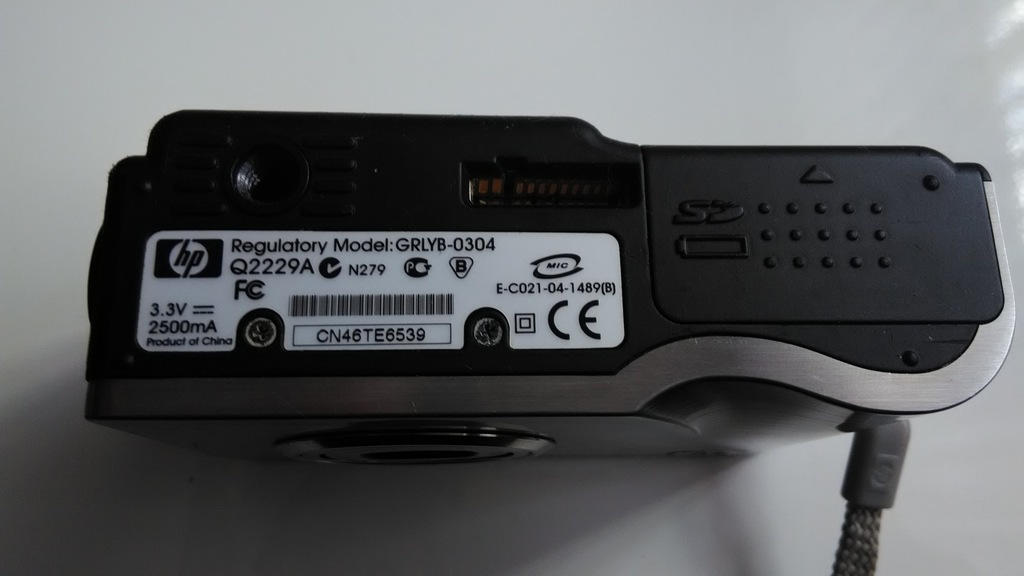 SD
hp
Regulatory Model:GRLYB-0304
Q2229A N279 B
MIC
E-C021-04-1489(B)
FC
3.3V
2500mA
Product of China
CN46TE6539
CE